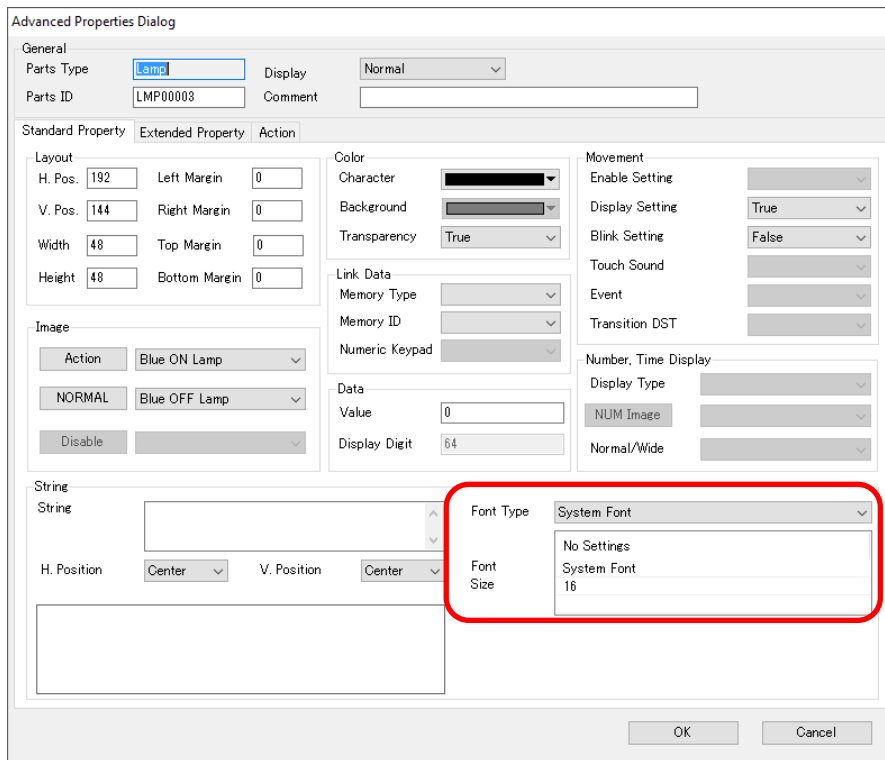 Advanced Properties Dialog
General
Parts Type Lamp Display Normal
Parts ID LMP00003 Comment
Standard Property Extended Property Action
Layout
H. Pos. 192 Left Margin 0
V. Pos. 144 Right Margin 0
Width 48 Top Margin 0
Height 48 Bottom Margin 0
Color
Character
Background
Transparency True
Movement
Enable Setting
Display Setting True
Blink Setting False
Touch Sound
Event
Transition DST
Link Data
Memory Type
Memory ID
Numeric Keypad
Image
Action Blue ON Lamp
NORMAL Blue OFF Lamp
Disable
Data
Value 0
Display Digit 64
Number, Time Display
Display Type
NUM Image
Normal/Wide
String
String
H. Position Center V. Position Center
Font Type System Font
No Settings
Font System Font
Size 16
OK Cancel